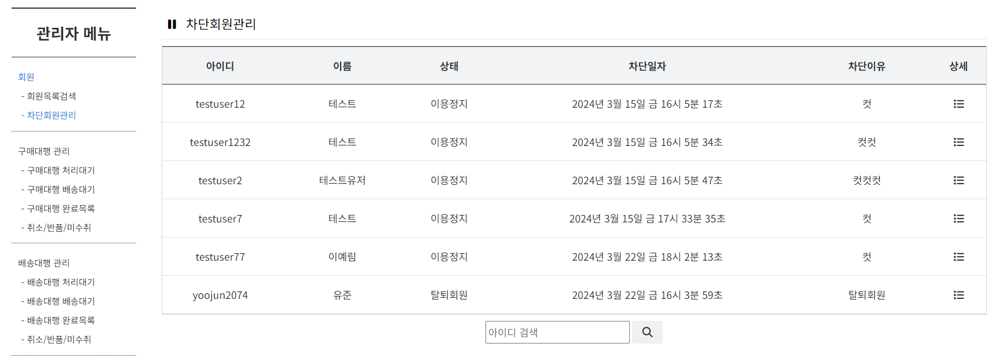 관리자 메뉴
회원
- 회원목록검색
- 차단회원관리
구매대행 관리
- 구매대행 처리대기
- 구매대행 배송대기
- 구매대행 완료목록
- 취소/반품/미수취
배송대행 관리
- 배송대행 처리대기
- 배송대행 배송대기
- 배송대행 완료목록
- 취소/반품/미수취
차단회원관리
아이디 이름 상태 차단일자 차단이유 상세
testuser12 테스트 이용정지 2024년 3월 15일 금 16시 5분 17초 컷
testuser1232 테스트 이용정지 2024년 3월 15일 금 16시 5분 34초 컷컷
testuser2 테스트유저 이용정지 2024년 3월 15일 금 16시 5분 47초 컷컷컷
testuser7 테스트 이용정지 2024년 3월 15일 금 17시 33분 35초 컷
testuser77 이예림 이용정지 2024년 3월 22일 금 18시 2분 13초 컷
yoojun2074 유준 탈퇴회원 2024년 3월 22일 금 16시 3분 59초 탈퇴회원
아이디 검색